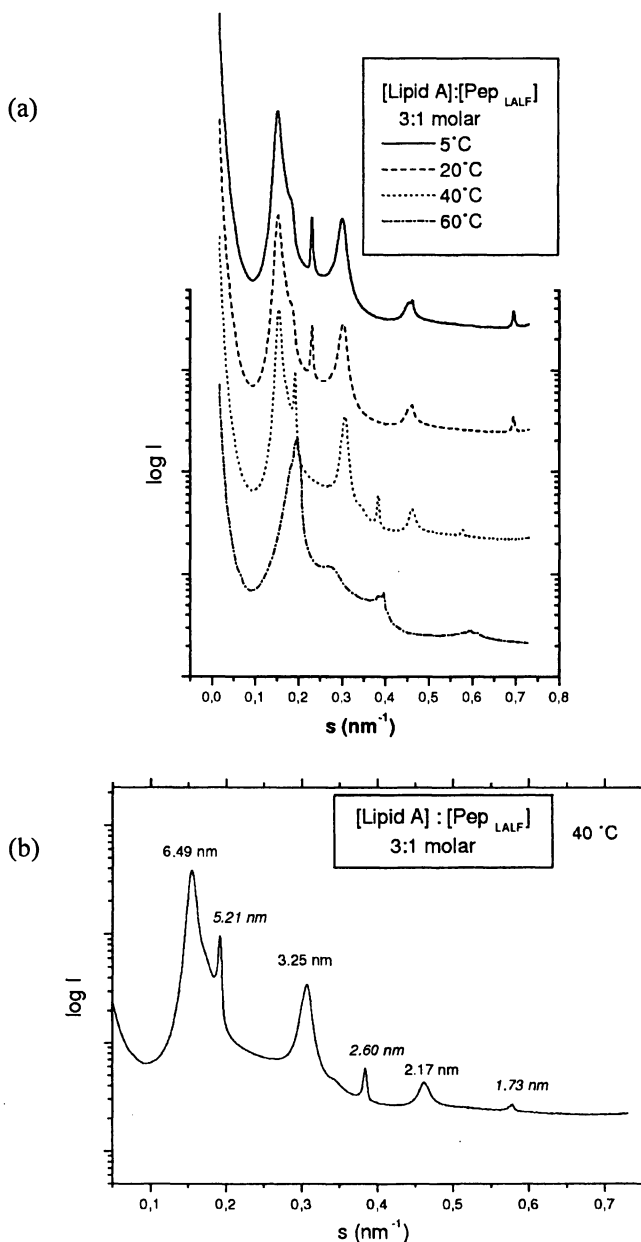 (a)
[Lipid A]:[Pep LALF]
3:1 molar
5°C
20°C
40°C
60°C
log I
0,0 0,1 0,2 0,3 0,4 0,5 0,6 0,7 0,8
s (nm-1)
(b)
[Lipid A] : [Pep LALF]
3:1 molar
40 °C
6.49 nm
5.21 nm
3.25 nm
2.60 nm
2.17 nm
1.73 nm
log I
0,1 0,2 0,3 0,4 0,5 0,6 0,7
s (nm-1)